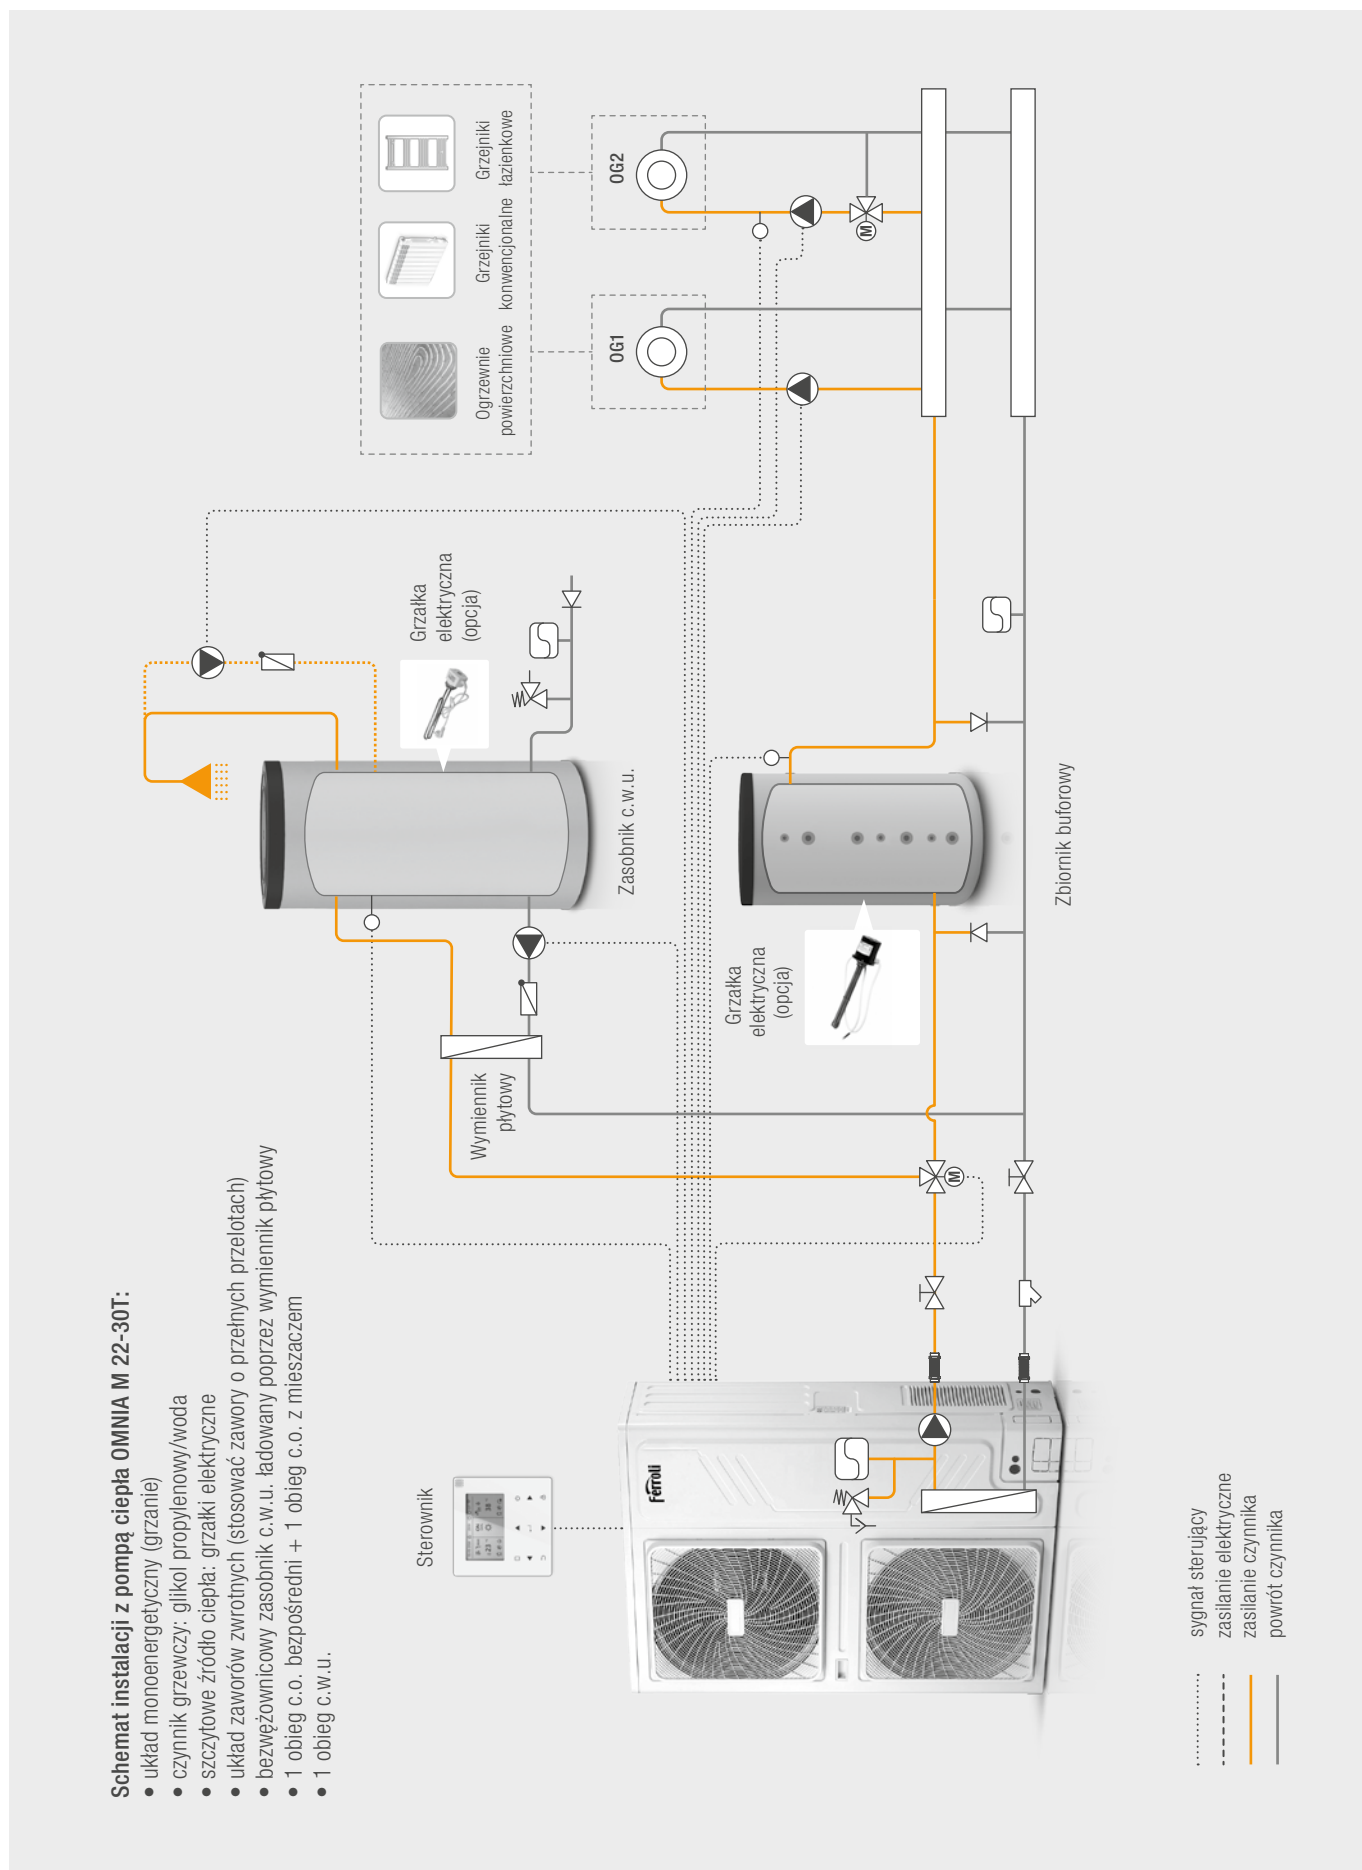 Schemat instalacji z pompą ciepła OMNIA M 22-30T:
• układ monoenergetyczny (grzanie)
• czynnik grzewczy: glikol propylenowy/woda
• szczytowe źródło ciepła: grzałki elektryczne
• układ zaworów zwrotnych (stosować zawory o przełnych przelotach)
• bezwężownicowy zasobnik c.w.u. ładowany poprzez wymiennik płytowy
• 1 obieg c.o. bezpośredni + 1 obieg c.o. z mieszaczem
• 1 obieg c.w.u.
Sterownik
Ferroli
Wymiennik
płytowy
Grzałka
elektryczna
(opcja)
Zasobnik c.w.u.
Grzałka
elektryczna
(opcja)
Zbiornik buforowy
M
M
Ogrzewnie
powierzchniowe
Grzejniki
konwencjonalne
Grzejniki
łazienkowe
OG1
OG2
sygnał sterujący
zasilanie elektryczne
zasilanie czynnika
powrót czynnika